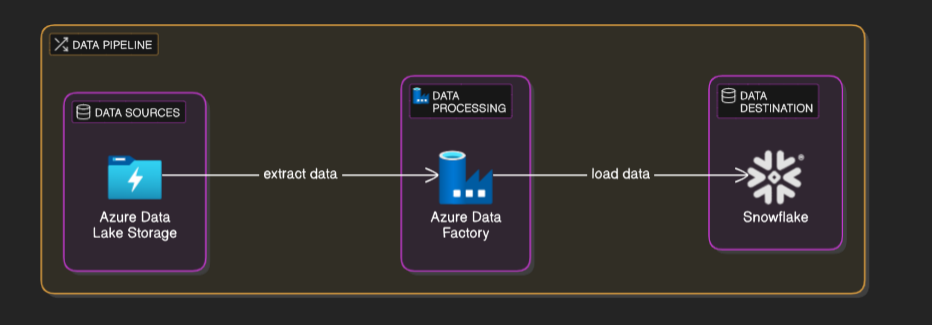 DATA PIPELINE
DATA SOURCES
Azure Data
Lake Storage
extract data
DATA
PROCESSING
Azure Data
Factory
load data
DATA
DESTINATION
Snowflake